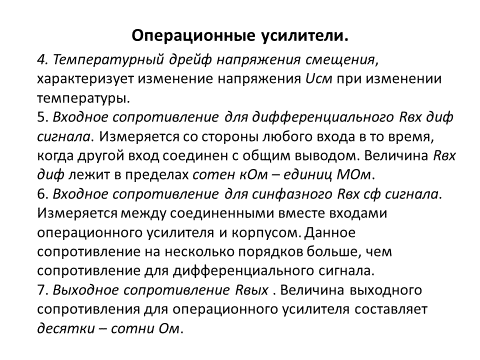 Операционные усилители.
4. Температурный дрейф напряжения смещения,
характеризует изменение напряжения Uсм при изменении
температуры.
5. Входное сопротивление для дифференциального Rвх диф
сигнала. Измеряется со стороны любого входа в то время,
когда другой вход соединен с общим выводом. Величина Rвх
диф лежит в пределах сотен кОм – единиц МОм.
6. Входное сопротивление для синфазного Rвх сф сигнала.
Измеряется между соединенными вместе входами
операционного усилителя и корпусом. Данное
сопротивление на несколько порядков больше, чем
сопротивление для дифференциального сигнала.
7. Выходное сопротивление Rвых . Величина выходного
сопротивления для операционного усилителя составляет
десятки – сотни Ом.